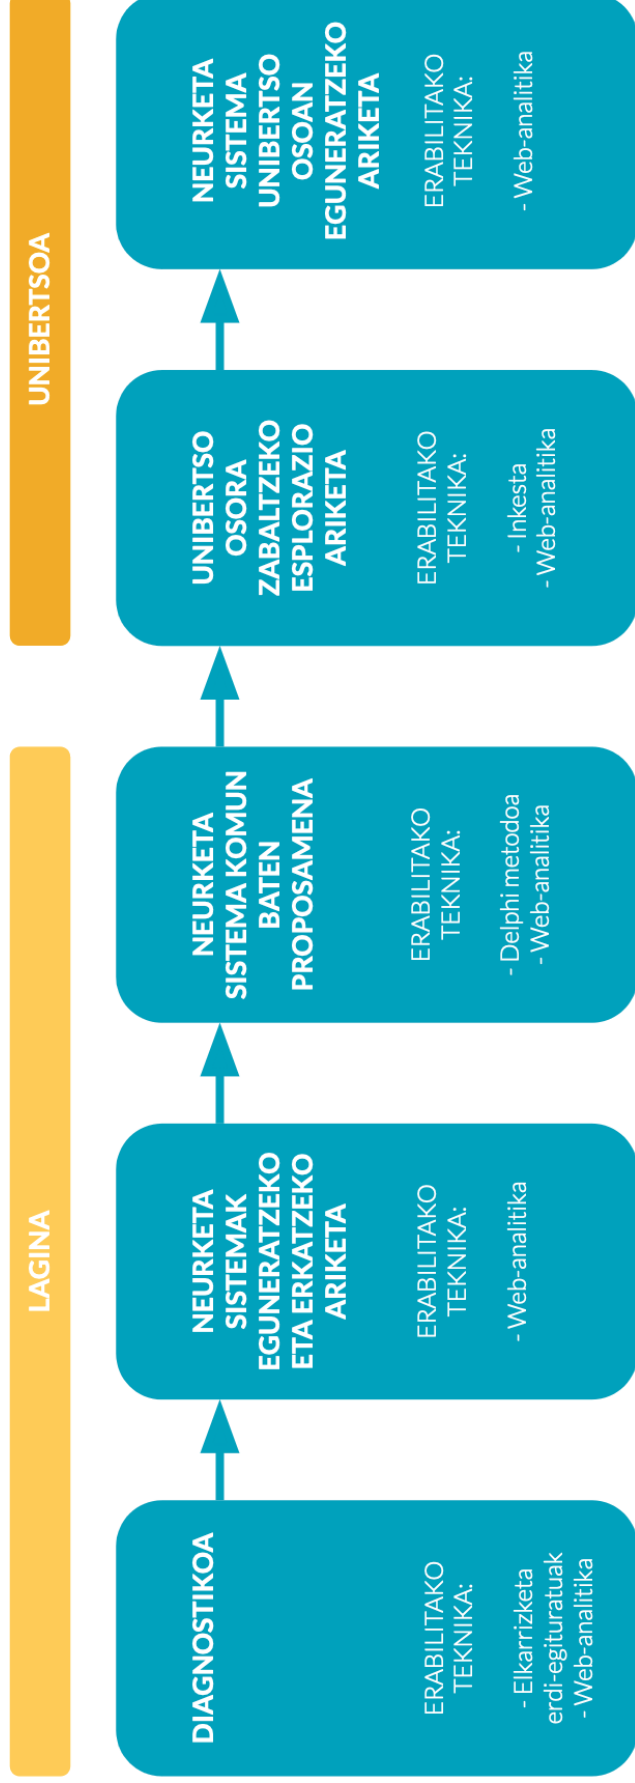 LAGINA
UNIBERTSOA
DIAGNOSTIKOA
ERABILITAKO
TEKNIKA:
- Elkarrizketa
erdi-egituratuak
- Web-analitika
NEURKETA
SISTEMAK
EGUNERATZEKO
ETA ERKATZEKO
ARIKETA
ERABILITAKO
TEKNIKA:
- Web-analitika
NEURKETA
SISTEMA KOMUN
BATEN
PROPOSAMENA
ERABILITAKO
TEKNIKA:
- Delphi metodoa
- Web-analitika
UNIBERTSO
OSORA
ZABALTZEKO
ESPLORAZIO
ARIKETA
ERABILITAKO
TEKNIKA:
- Inkesta
- Web-analitika
NEURKETA
SISTEMA
UNIBERTSO
OSOAN
EGUNERATZEKO
ARIKETA
ERABILITAKO
TEKNIKA:
- Web-analitika